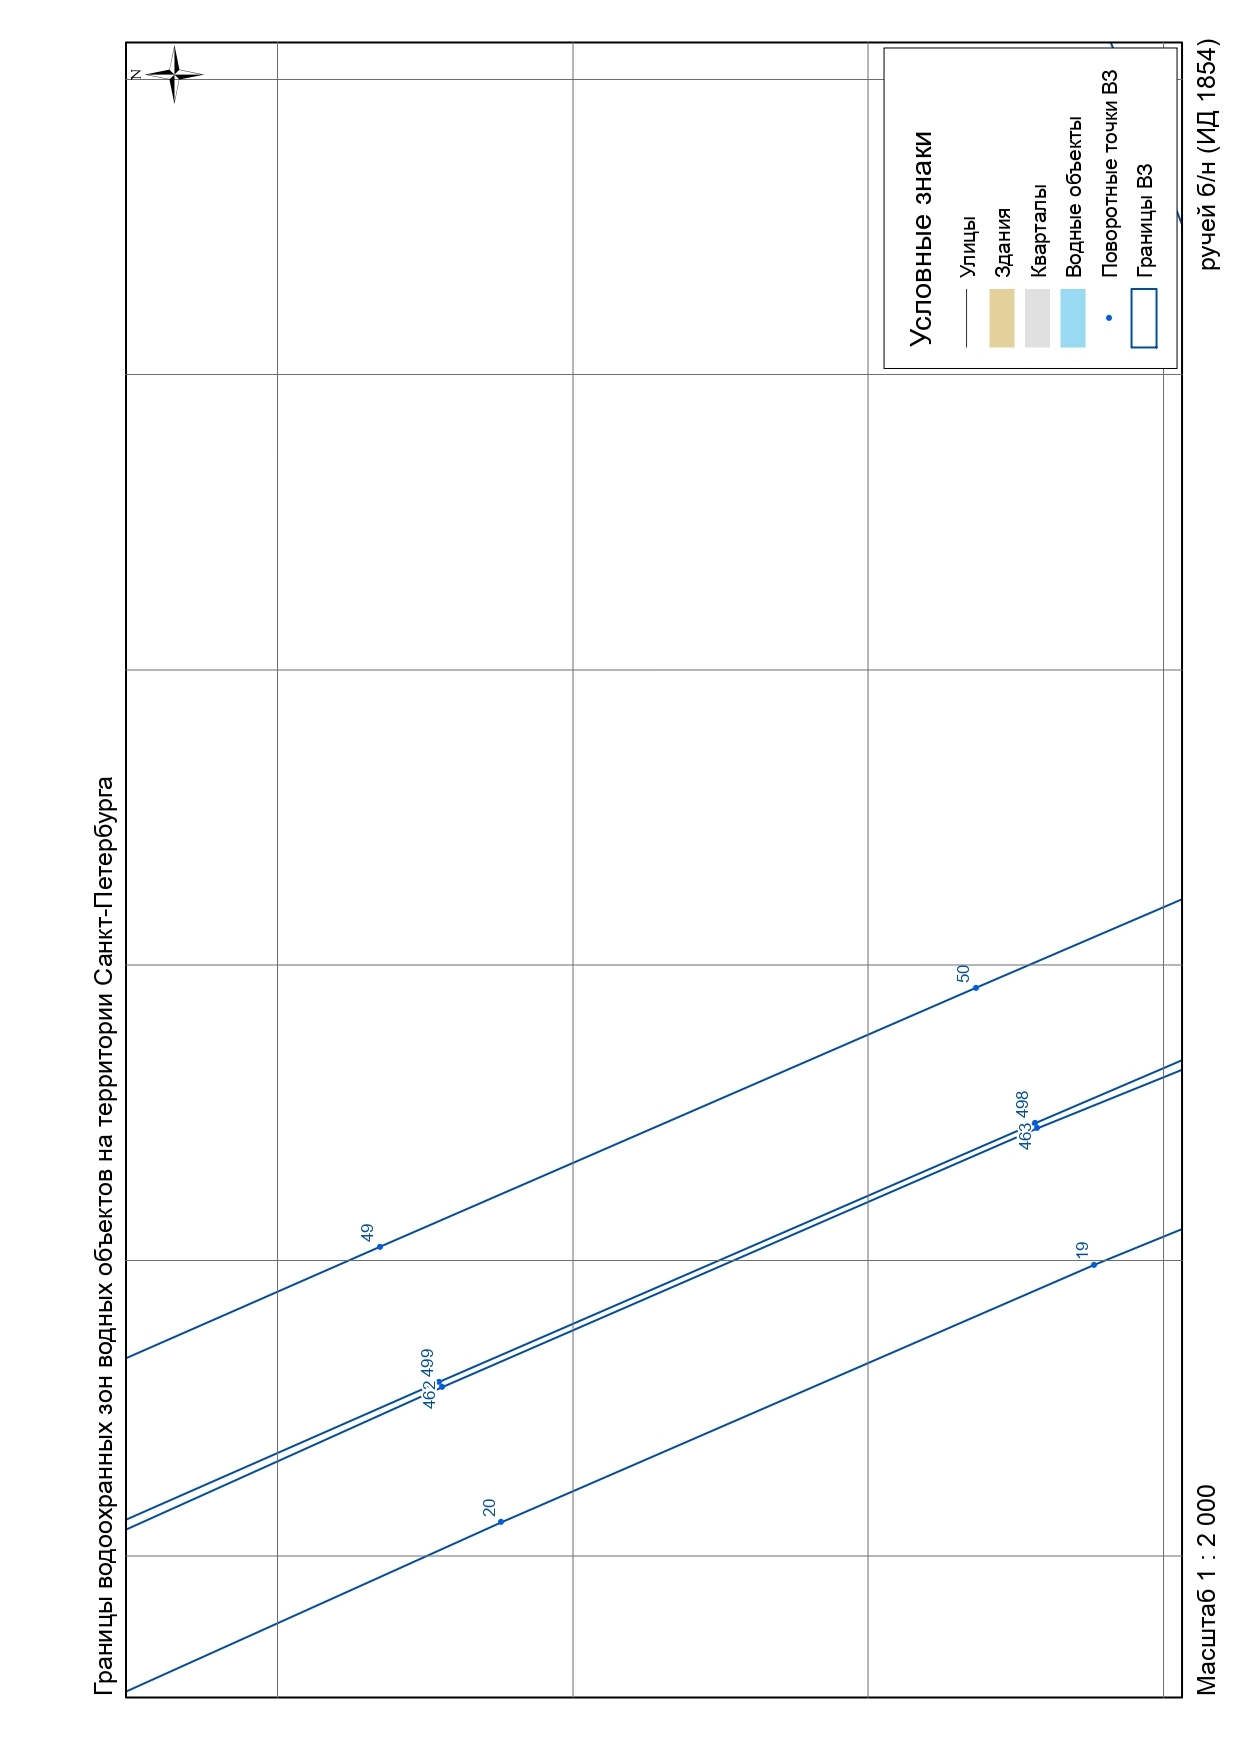 Границы водоохранных зон водных объектов на территории Санкт-Петербурга
N
49
50
499
462
498
463
20
19
Условные знаки
Улицы
Здания
Кварталы
Водные объекты
Поворотные точки ВЗ
Границы ВЗ
Масштаб 1 : 2 000
ручей б/н (ИД 1854)